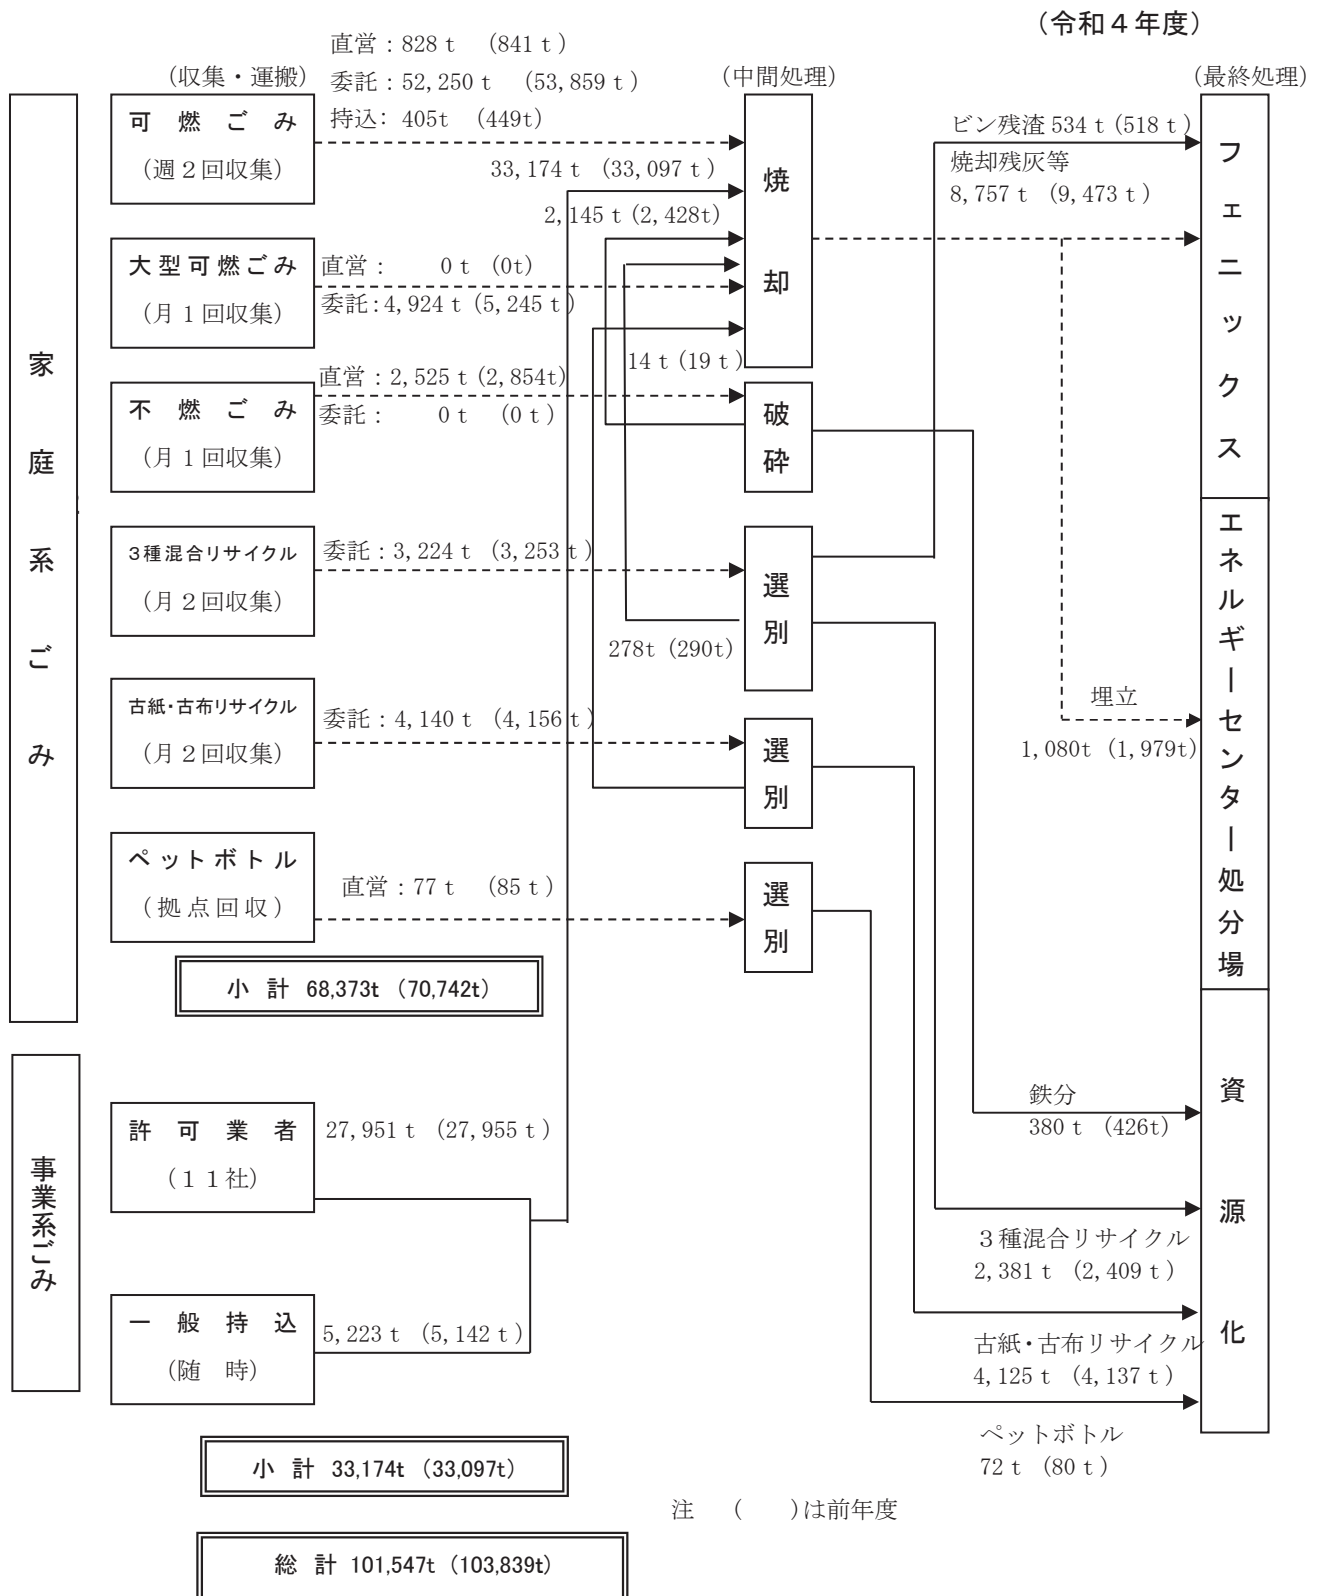 (令和４年度)
直営：828ｔ (841ｔ)
(収集・運搬)
委託：52,250ｔ (53,859ｔ)
(中間処理)
(最終処理)
家庭系ごみ
可燃ごみ
(週２回収集)
持込：405t (449t)
33,174ｔ (33,097ｔ)
2,145ｔ(2,428t)
焼却
ビン残渣 534ｔ(518ｔ)
焼却残灰等
8,757ｔ (9,473ｔ)
フェニックス
大型可燃ごみ
(月１回収集)
直営： 0ｔ (0t)
委託：4,924ｔ(5,245ｔ)
14ｔ(19ｔ)
不燃ごみ
(月１回収集)
直営：2,525ｔ(2,854t)
委託： 0ｔ (0ｔ)
破砕
３種混合リサイクル
(月２回収集)
委託：3,224ｔ (3,253ｔ)
選別
278t (290t)
エネルギーセンター処分場
古紙・古布リサイクル
(月２回収集)
委託：4,140ｔ (4,156ｔ)
選別
埋立
1,080t (1,979t)
ペットボトル
(拠点回収)
直営：77ｔ (85ｔ)
選別
小計 68,373t (70,742t)
事業系ごみ
許可業者
(１１社)
27,951ｔ (27,955ｔ)
一般持込
(随 時)
5,223ｔ (5,142ｔ)
資源化
鉄分
380ｔ (426t)
３種混合リサイクル
2,381ｔ (2,409ｔ)
古紙・古布リサイクル
4,125ｔ (4,137ｔ)
ペットボトル
72ｔ (80ｔ)
小計 33,174t (33,097t)
注 ( )は前年度
総計 101,547t (103,839t)